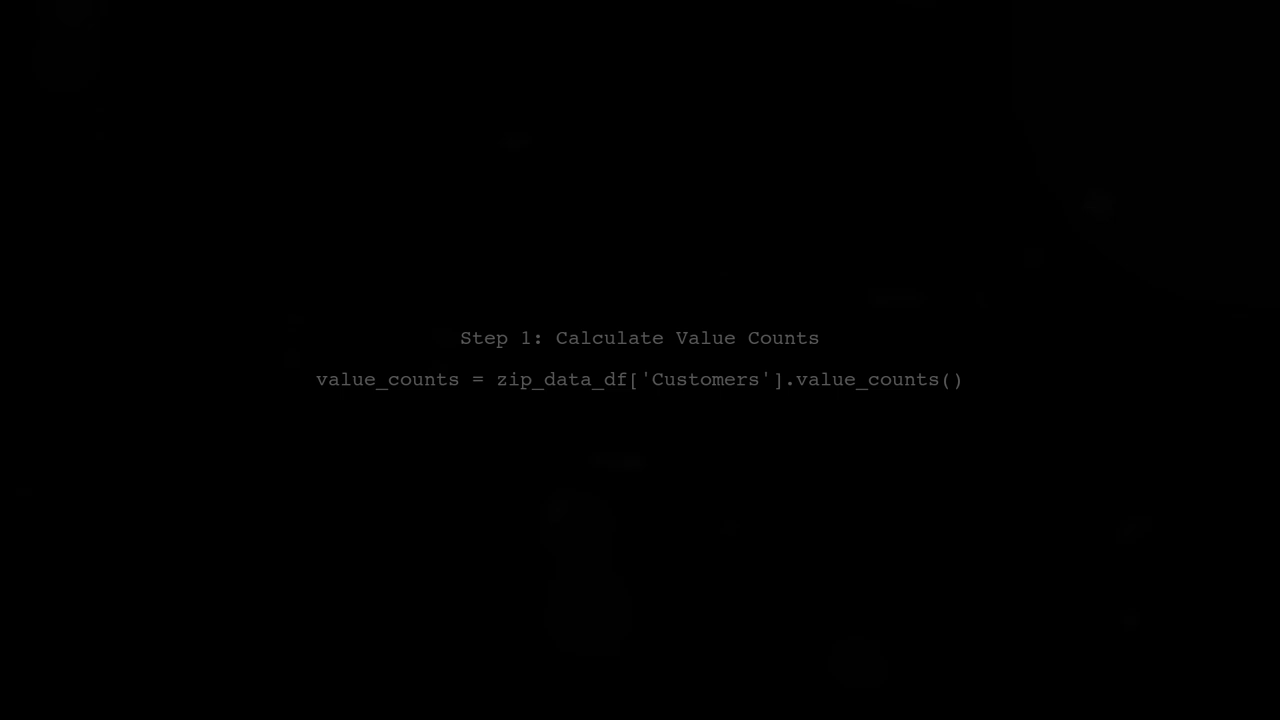 Step 1: Calculate Value Counts
value_counts = zip_data_df['Customers'].value_counts()